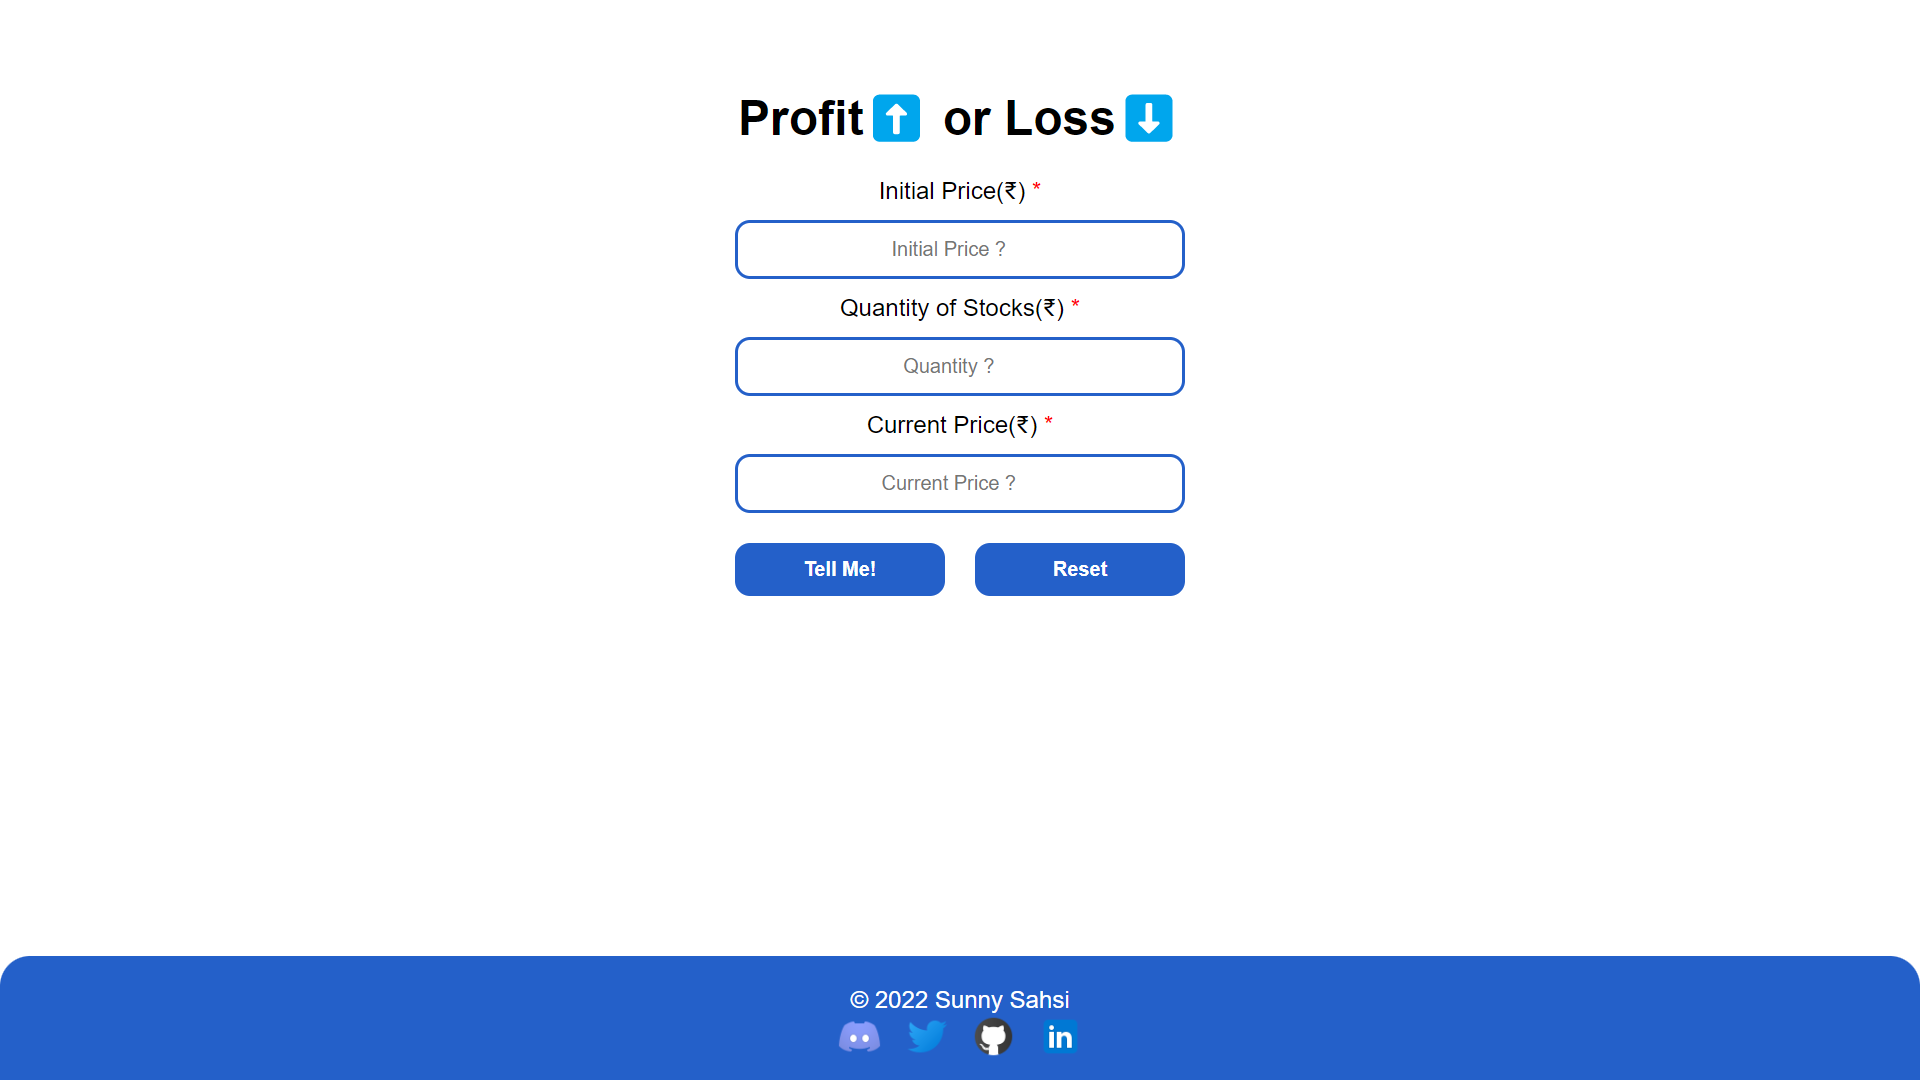 Profit⬆️ or Loss⬇️
Initial Price(₹) *
Initial Price ?
Quantity of Stocks(₹) *
Quantity ?
Current Price(₹) *
Current Price ?
Tell Me! Reset
© 2022 Sunny Sahsi
in